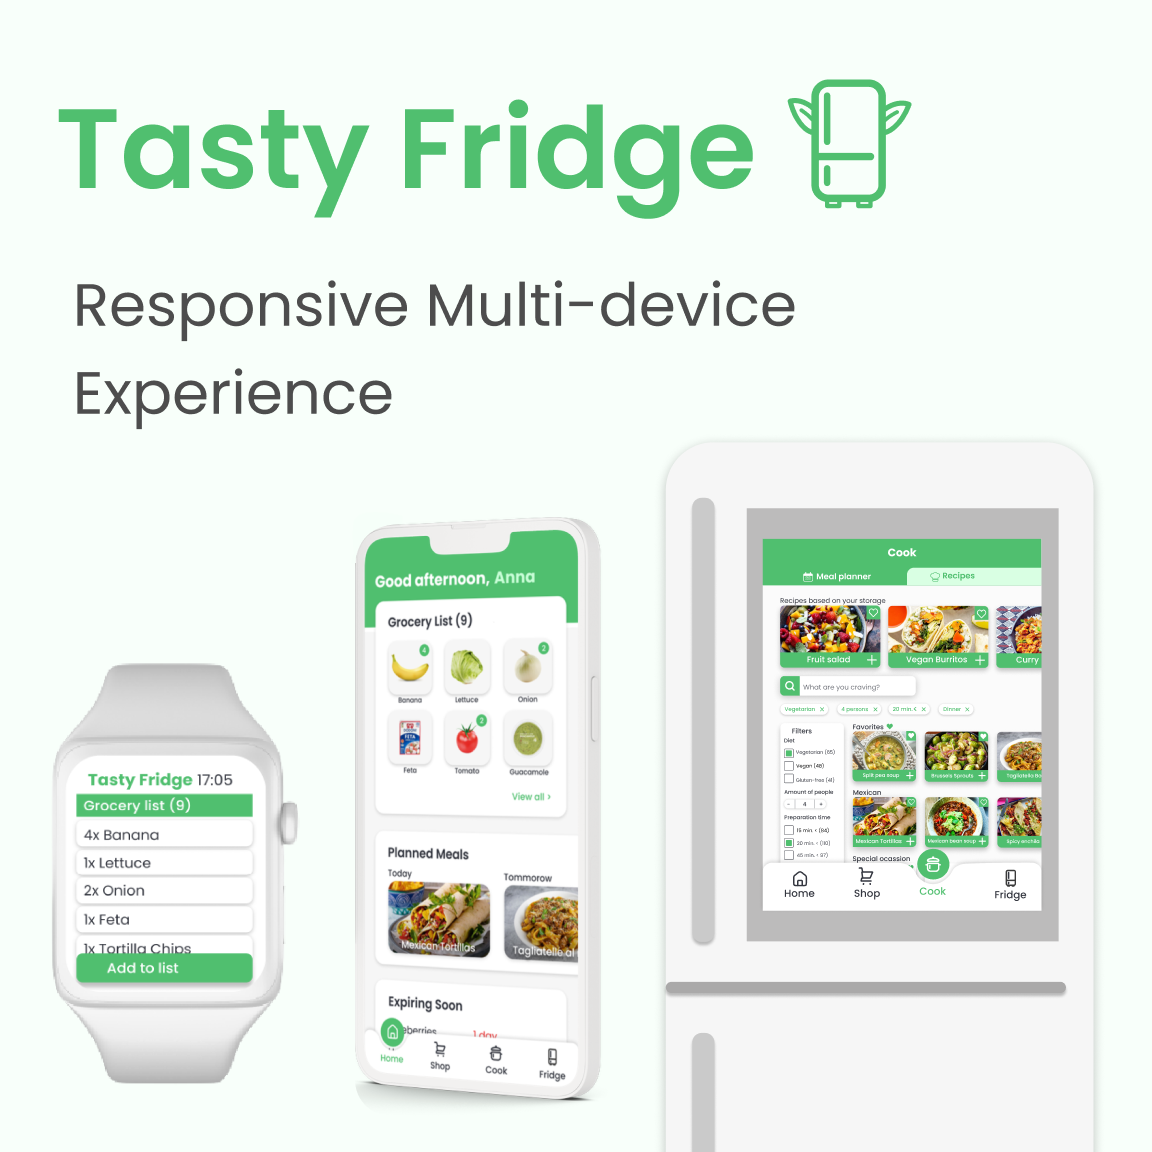 Tasty Fridge
Responsive Multi-device
Experience
Tasty Fridge 17:05
Grocery list (9)
4x Banana
1x Lettuce
2x Onion
1x Feta
1x Tortilla Chips
Add to list
Good afternoon, Anna
Grocery List (9)
4
2
Banana
Lettuce
Onion
FETA
2
Feta
Tomato
Guacamole
View all >
Planned Meals
Today
Tommorow
Mexican Tortillas
Tagliatelle al
Expiring Soon
eberries
1 day
Home
Shop
Cook
Fridge
Cook
Meal planner
Recipes
Recipes based on your storage
Fruit salad +
Vegan Burritos +
Curry
What are you craving?
Vegetarian X
4 persons X
20 min. < X
Dinner X
Filters
Diet
Vegetarian (65)
Vegan (48)
Gluten-free (41)
Amount of people
- 4 +
Preparation time
15 min. < (84)
20 min. < (110)
45 min. < 97)
Favorites
Split pea soup +
Brussels Sprouts +
Tagliatelle Bo
Mexican
Mexican Tortillas +
Mexican bean soup +
Spicy enchila
Special ocassion
Home
Shop
Cook
Fridge